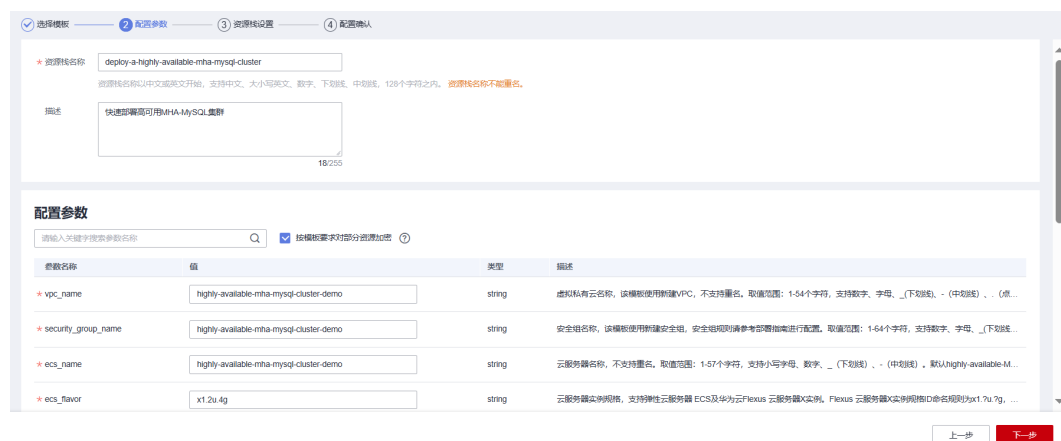 选择模板 2 配置参数 3 资源栈设置 4 配置确认
* 资源栈名称 deploy-a-highly-available-mha-mysql-cluster
资源栈名称以中文或英文开始，支持中文、大小写英文、数字、下划线、中划线，128个字符之内。 资源栈名称不能重名。
描述 快速部署高可用MHA-MySQL集群
18/255
配置参数
请输入关键字搜索参数名称 按模板要求对部分资源加密 ?
参数名称 值 类型 描述
* vpc_name highly-available-mha-mysql-cluster-demo string 虚拟私有云名称，该模板使用新建VPC，不支持重名。取值范围：1-54个字符，支持数字、字母、_(下划线)、-（中划线）、.（点...
* security_group_name highly-available-mha-mysql-cluster-demo string 安全组名称，该模板使用新建安全组，安全组规则请参考部署指南进行配置。取值范围：1-64个字符，支持数字、字母、_(下划线...
* ecs_name highly-available-mha-mysql-cluster-demo string 云服务器名称，不支持重名。取值范围：1-57个字符，支持小写字母、数字、_（下划线）、-（中划线）。默认highly-available-M...
* ecs_flavor x1.2u.4g string 云服务器实例规格，支持弹性云服务器 ECS及华为云Flexus 云服务器X实例。Flexus 云服务器X实例规格ID命名规则为x1.?u.?g，...
上一步 下一步